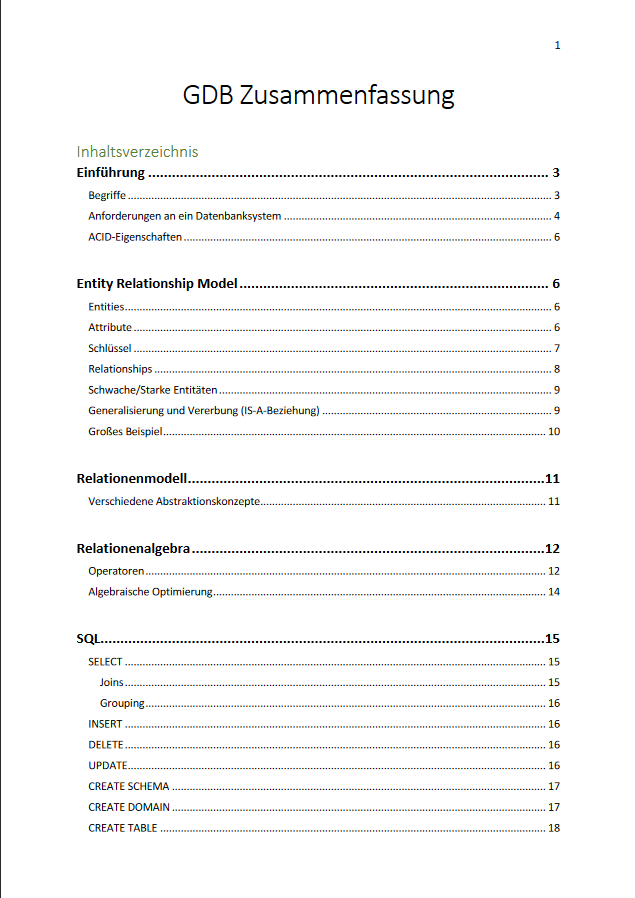 1
GDB Zusammenfassung
Inhaltsverzeichnis
Einführung ........ 3
Begriffe ........ 3
Anforderungen an ein Datenbanksystem ........ 4
ACID-Eigenschaften ........ 6
Entity Relationship Model ........ 6
Entities ........ 6
Attribute ........ 6
Schlüssel ........ 7
Relationships ........ 8
Schwache/Starke Entitäten ........ 9
Generalisierung und Vererbung (IS-A-Beziehung) ........ 9
Großes Beispiel ........ 10
Relationenmodell ........ 11
Verschiedene Abstraktionskonzepte ........ 11
Relationenalgebra ........ 12
Operatoren ........ 12
Algebraische Optimierung ........ 14
SQL ........ 15
SELECT ........ 15
Joins ........ 15
Grouping ........ 16
INSERT ........ 16
DELETE ........ 16
UPDATE ........ 16
CREATE SCHEMA ........ 17
CREATE DOMAIN ........ 17
CREATE TABLE ........ 18